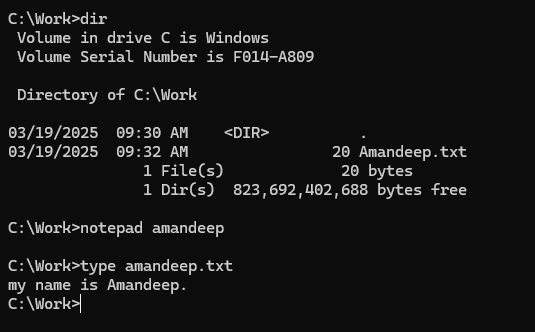 C:\Work>dir
 Volume in drive C is Windows
 Volume Serial Number is F014-A809

 Directory of C:\Work

03/19/2025  09:30 AM    <DIR>          .
03/19/2025  09:32 AM                20 Amandeep.txt
               1 File(s)             20 bytes
               1 Dir(s)  823,692,402,688 bytes free

C:\Work>notepad amandeep

C:\Work>type amandeep.txt
my name is Amandeep.
C:\Work>